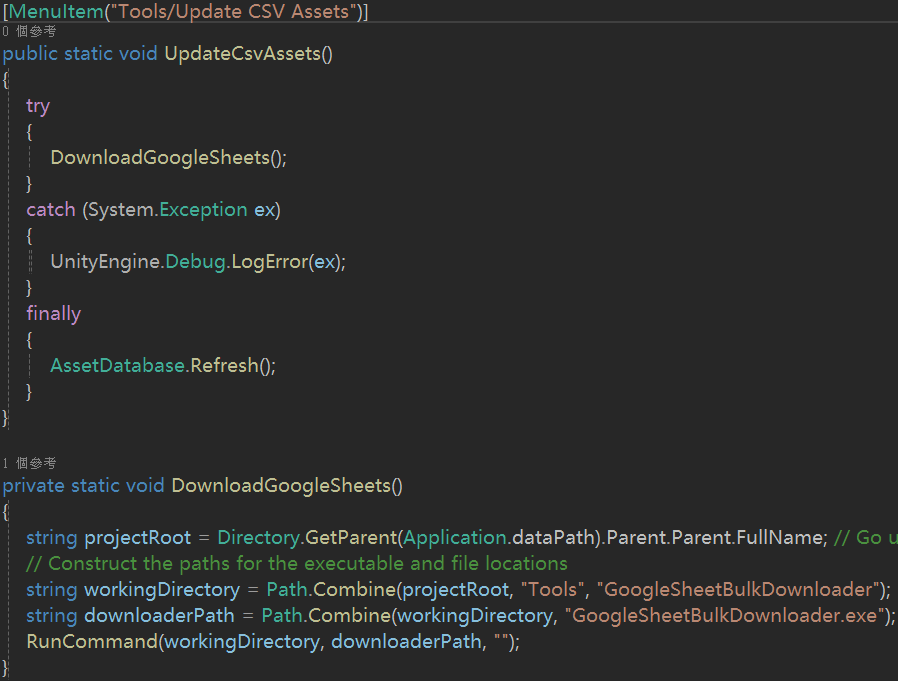 [MenuItem("Tools/Update CSV Assets")]
0 個參考
public static void UpdateCsvAssets()
{
try
{
DownloadGoogleSheets();
}
catch (System.Exception ex)
{
UnityEngine.Debug.LogError(ex);
}
finally
{
AssetDatabase.Refresh();
}
}
1 個參考
private static void DownloadGoogleSheets()
{
string projectRoot = Directory.GetParent(Application.dataPath).Parent.Parent.FullName; // Go
// Construct the paths for the executable and file locations
string workingDirectory = Path.Combine(projectRoot, "Tools", "GoogleSheetBulkDownloader");
string downloaderPath = Path.Combine(workingDirectory, "GoogleSheetBulkDownloader.exe");
RunCommand(workingDirectory, downloaderPath, "");
}